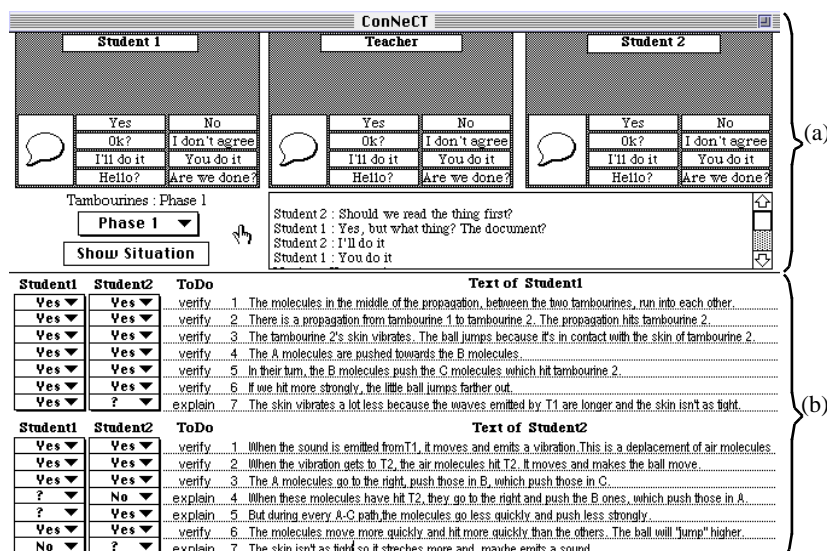 ConNeCT
Student 1 Teacher Student 2
Yes No Yes No Yes No
Ok? I don't agree Ok? I don't agree Ok? I don't agree
I'll do it You do it I'll do it You do it I'll do it You do it
Hello? Are we done? Hello? Are we done? Hello? Are we done?
(a)
Tambourines : Phase 1
Phase 1
Show Situation
Student 2 : Should we read the thing first?
Student 1 : Yes, but what thing? The document?
Student 2 : I'll do it
Student 1 : You do it
Student1 Student2 ToDo Text of Student1
Yes Yes verify 1 The molecules in the middle of the propagation, between the two tambourines, run into each other.
Yes Yes verify 2 There is a propagation from tambourine 1 to tambourine 2. The propagation hits tambourine 2.
Yes Yes verify 3 The tambourine 2's skin vibrates. The ball jumps because it's in contact with the skin of tambourine 2.
Yes Yes verify 4 The A molecules are pushed towards the B molecules.
Yes Yes verify 5 In their turn, the B molecules push the C molecules which hit tambourine 2.
Yes Yes verify 6 If we hit more strongly, the little ball jumps farther out.
Yes ? explain 7 The skin vibrates a lot less because the waves emitted by T1 are longer and the skin isn't as tight.
(b)
Student1 Student2 ToDo Text of Student2
Yes Yes verify 1 When the sound is emitted fromT1, it moves and emits a vibration.This is a deplacement of air molecules
Yes Yes verify 2 When the vibration gets to T2, the air molecules hit T2. It moves and makes the ball move.
Yes Yes verify 3 The A molecules go to the right, push those in B, which push those in C.
? No explain 4 When these molecules have hit T2, they go to the right and push the B ones, which push those in A.
? Yes explain 5 But during every A-C path,the molecules go less quickly and push less strongly.
Yes Yes verify 6 The molecules move more quickly and hit more quickly than the others. The ball will "jump" higher.
No ? explain 7 The skin isn't as tight so it streches more and maybe emits a sound.